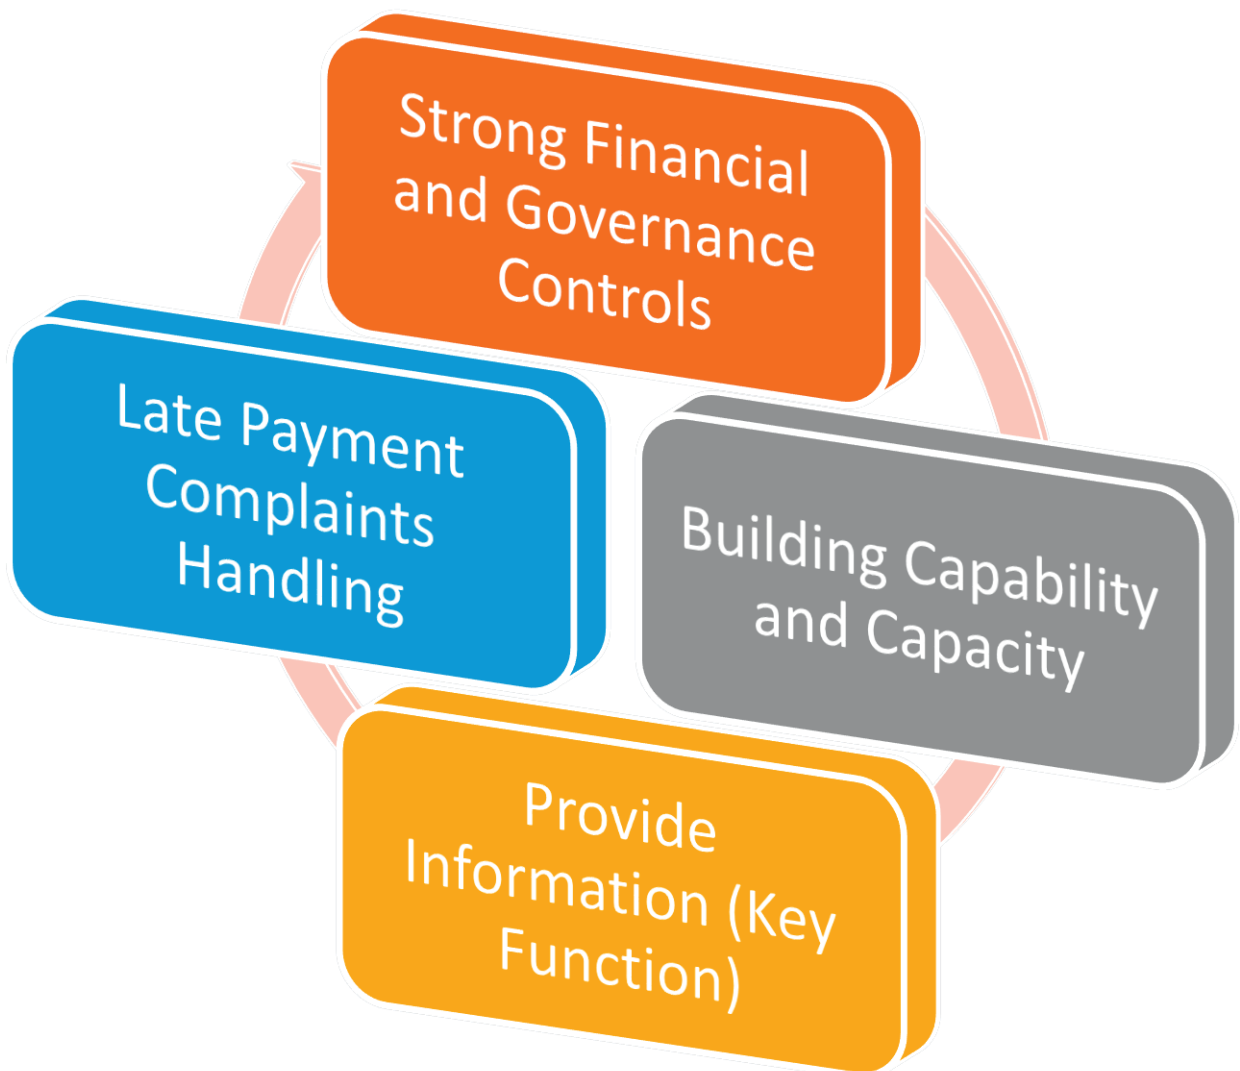 Strong Financial
and Governance
Controls
Late Payment
Complaints
Handling
Building Capability
and Capacity
Provide
Information (Key
Function)